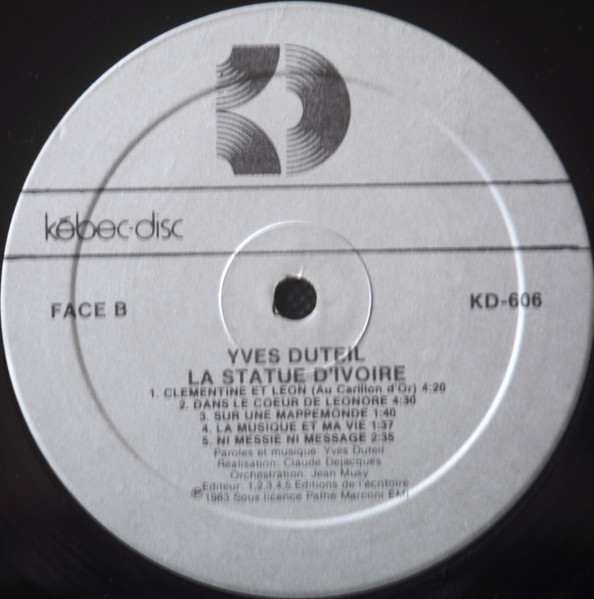 kébec-disc
FACE B
KD-606
YVES DUTEIL
LA STATUE D'IVOIRE
1. CLEMENTINE ET LEON (Au Carillon d'Or) 4:20
2. DANS LE COEUR DE LEONORE 4:30
3. SUR UNE MAPPEMONDE 1:40
4. LA MUSIQUE ET MA VIE 1:37
5. NI MESSIE NI MESSAGE 2:35
Paroles et musique: Yves Duteil
Réalisation: Claude Dejacques
Orchestration: Jean Musy
Editeur: 1,2,3,4,5 Editions de l'écritoire
℗1983 Sous licence Pathé Marconi EMI